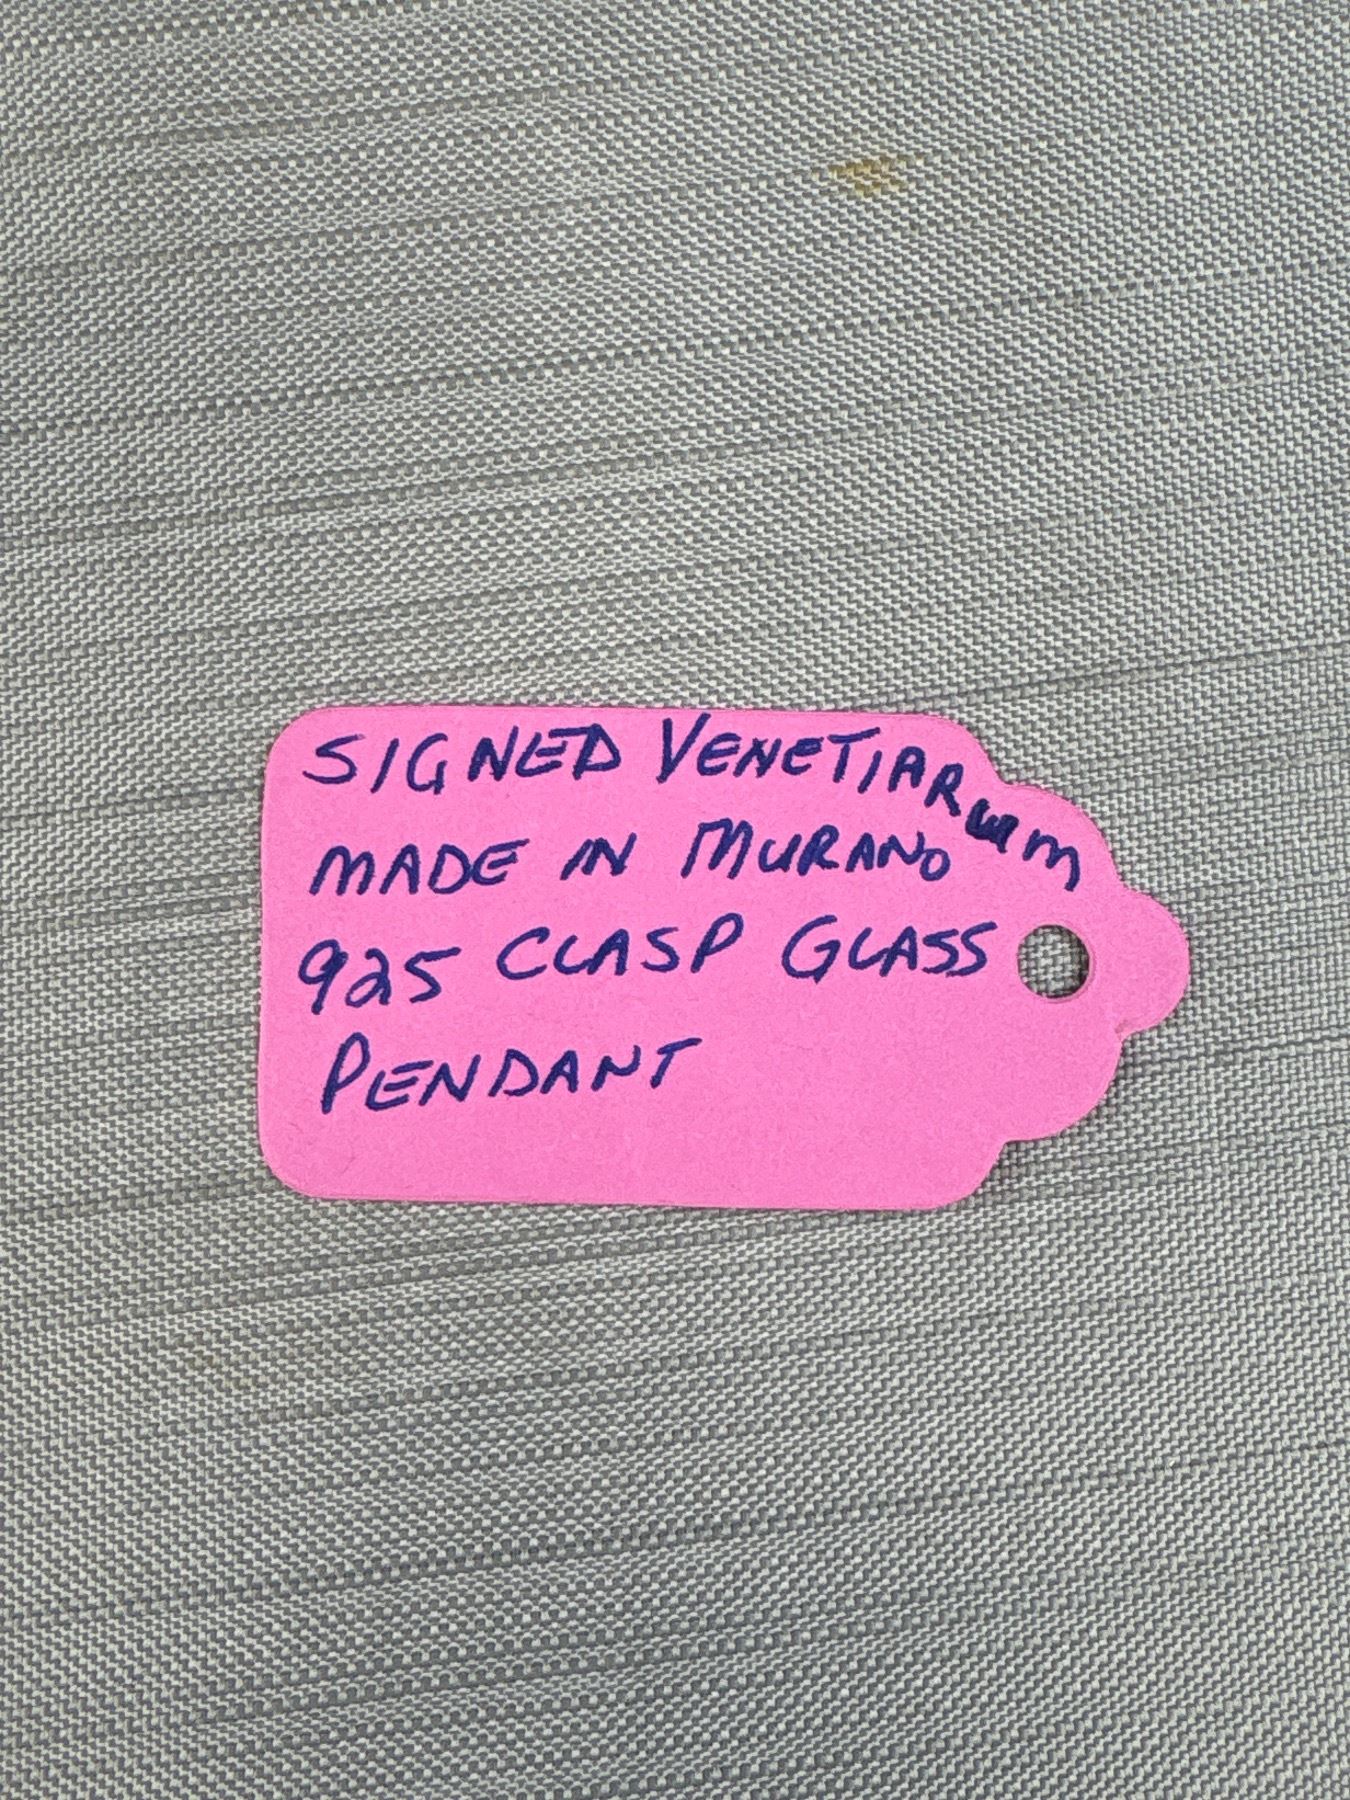 SIGNED VENETIARUM
MADE IN MURANO
925 CLASP GLASS
PENDANT